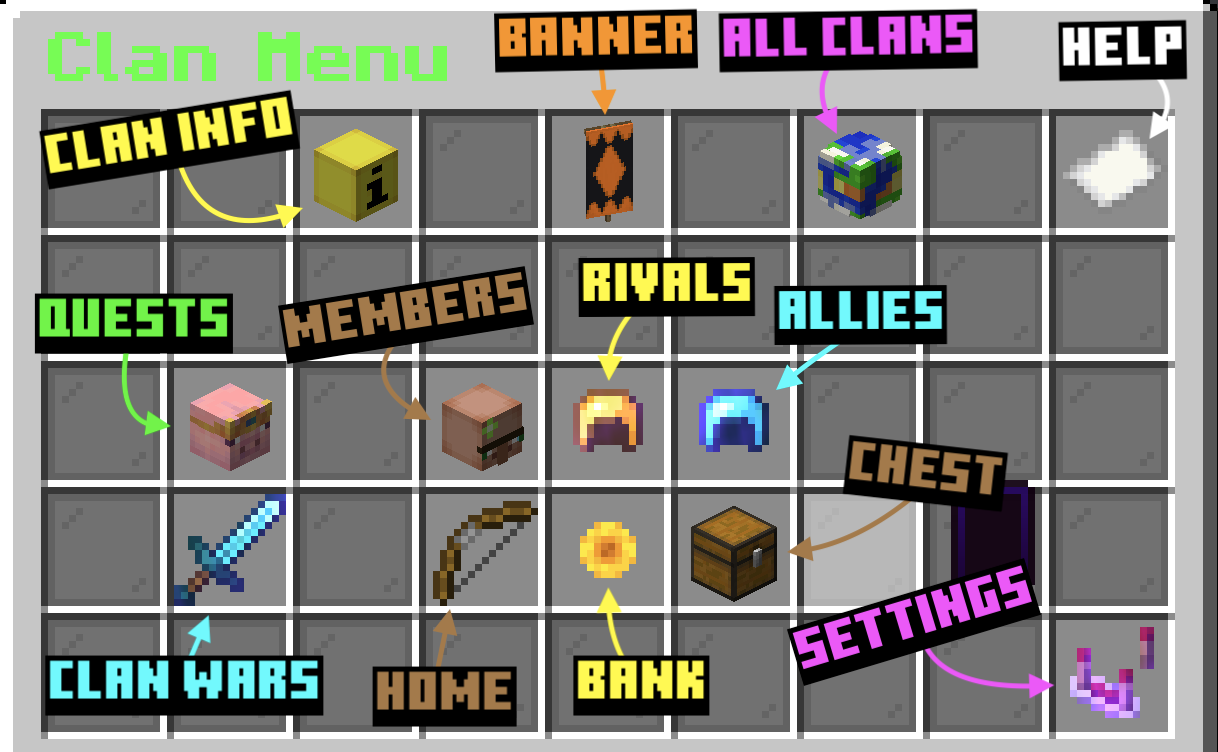 Clan Menu
BANNER
ALL CLANS
HELP
CLAN INFO
i
QUESTS
MEMBERS
RIVALS
ALLIES
CHEST
SETTINGS
CLAN WARS
HOME
BANK